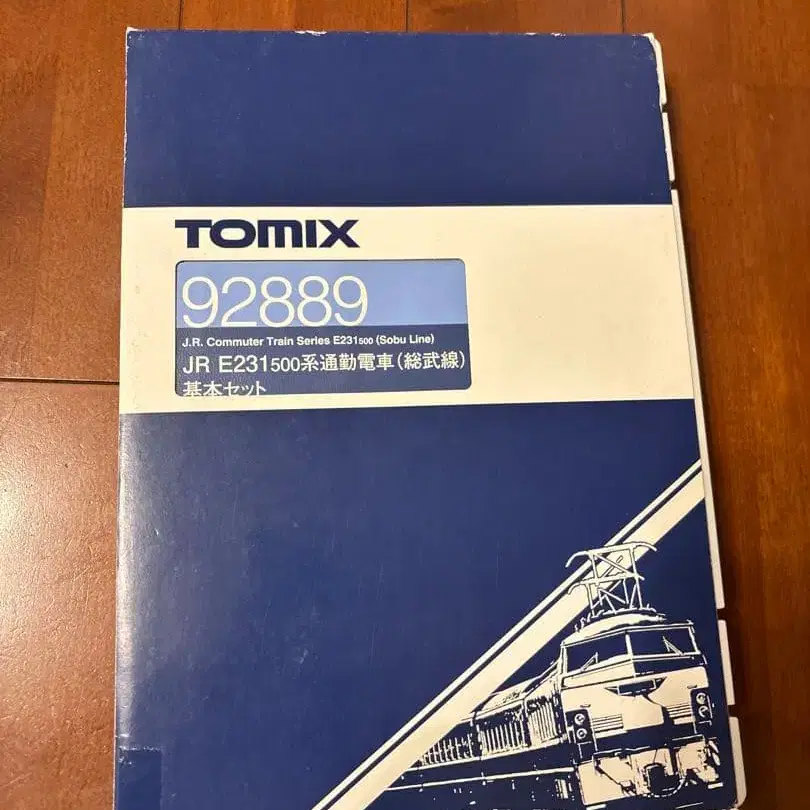 TOMIX
92889
J.R. Commuter Train Series E231500 (Sobu Line)
JR E231500系通勤電車(総武線)
基本セット